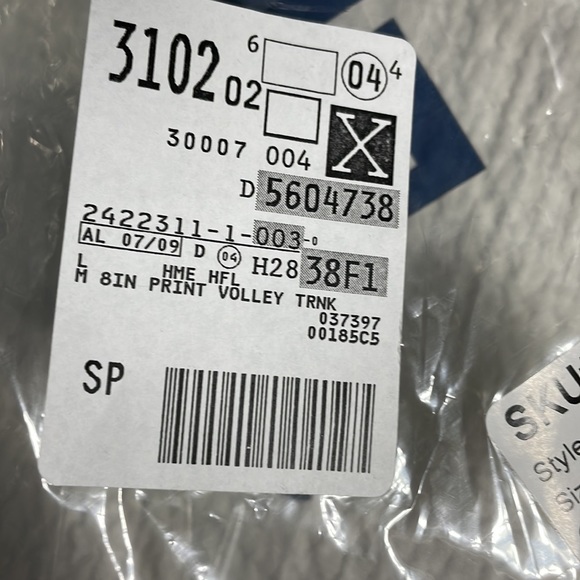 3102 02 6 04 4
30007 004 X
D 5604738
2422311-1-003-0
AL 07/09 D 04 H28 38F1
L HME HFL
M 8IN PRINT VOLLEY TRNK
037397
00185C5
SP
SKU
Style
Siz